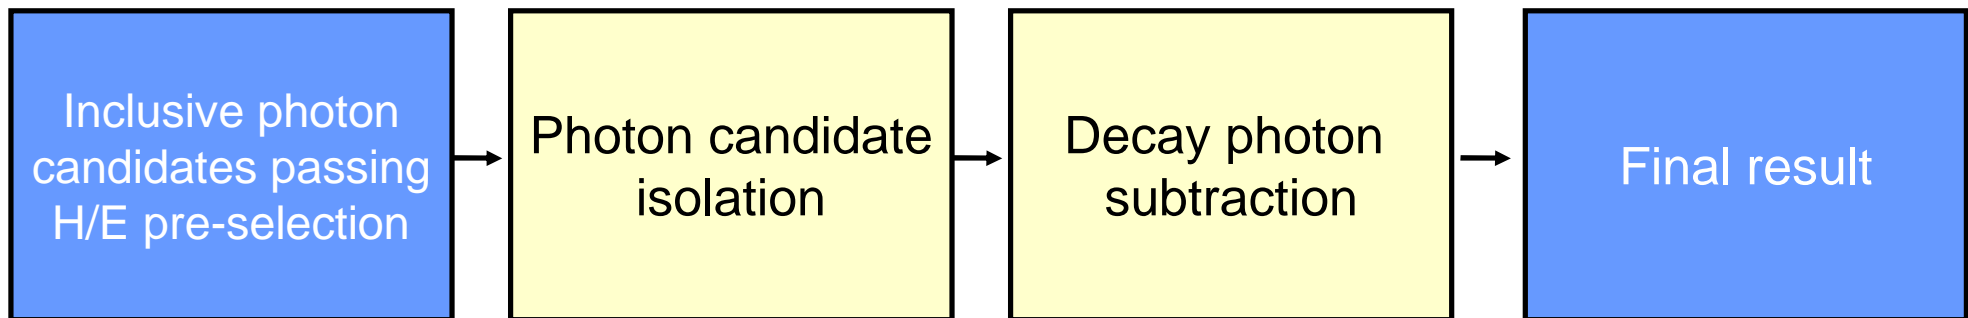 Inclusive photon
candidates passing
H/E pre-selection
Photon candidate
isolation
Decay photon
subtraction
Final result